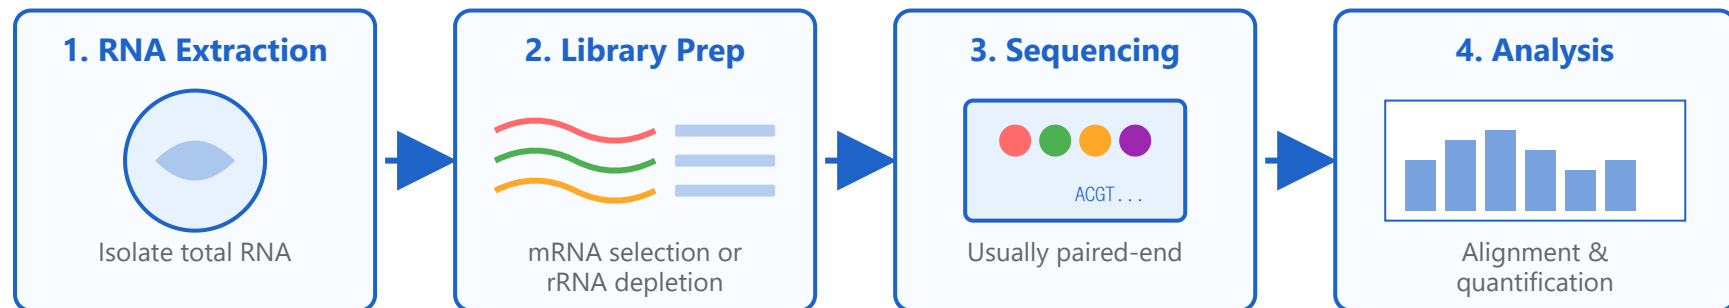 1. RNA Extraction
Isolate total RNA
2. Library Prep
mRNA selection or
rRNA depletion
3. Sequencing
ACGT...
Usually paired-end
4. Analysis
Alignment &
quantification